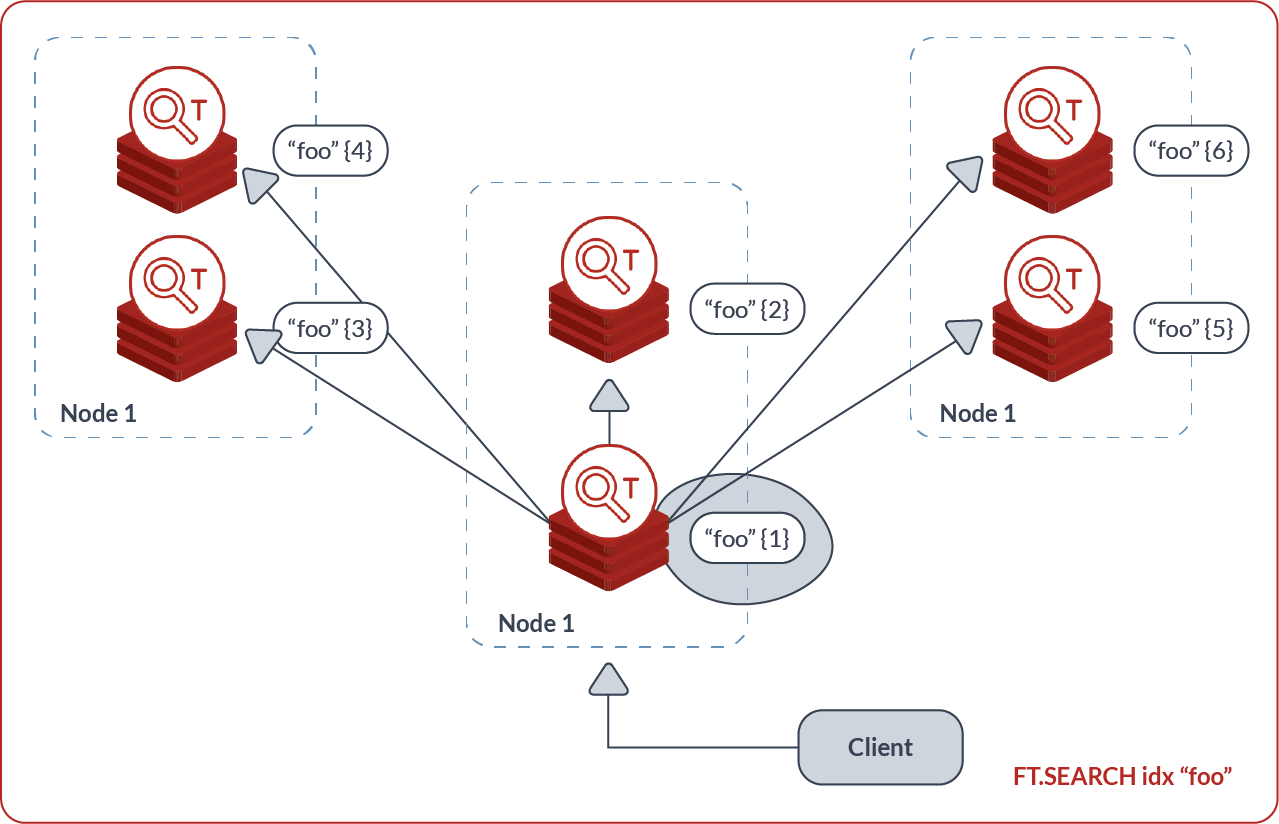 T
“foo” {4}
T
“foo” {3}
Node 1
T
“foo” {2}
T
“foo” {1}
Node 1
T
“foo” {6}
T
“foo” {5}
Node 1
Client
FT.SEARCH idx “foo”